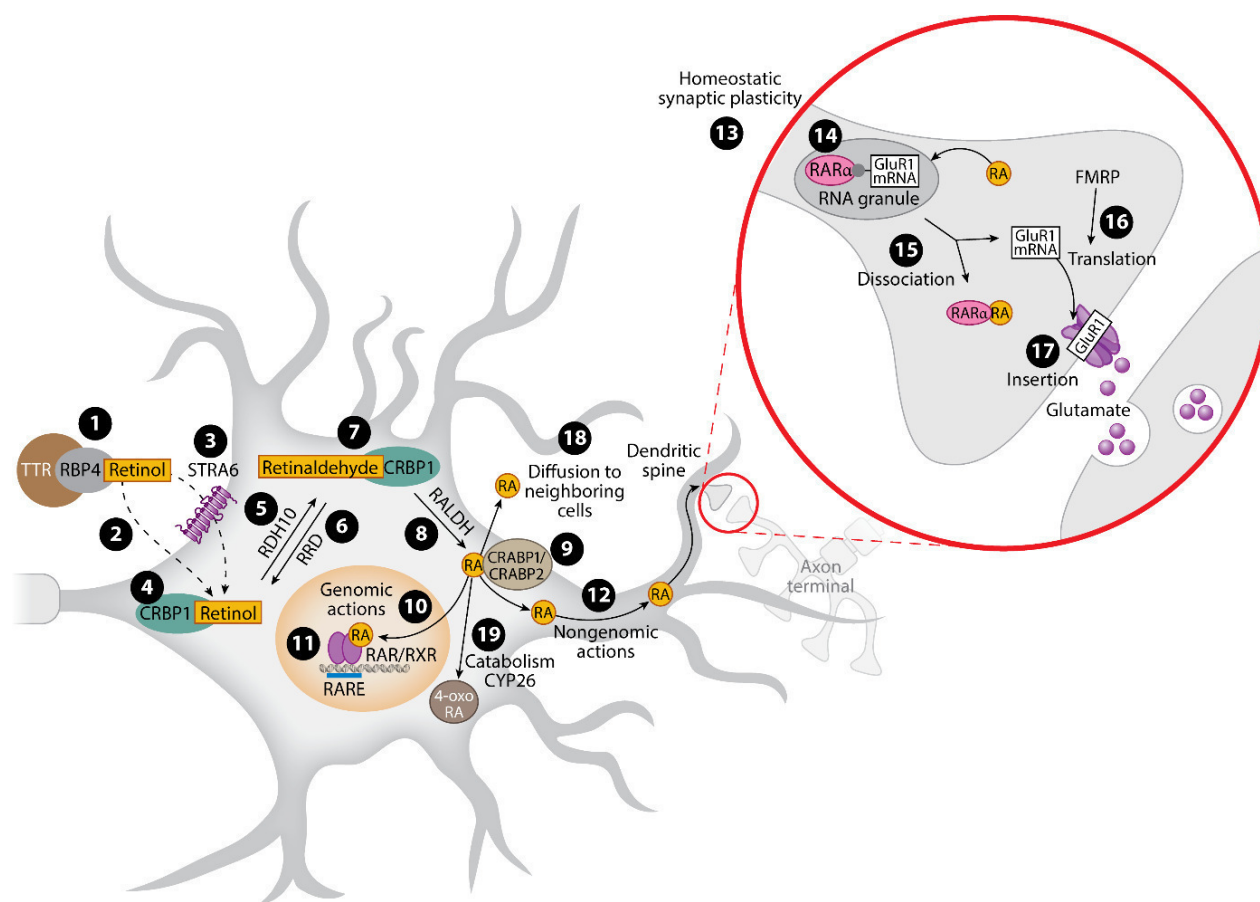 Homeostatic
synaptic plasticity
13
14
RARα
GluR1
mRNA
RNA granule
RA
FMRP
16
Translation
GluR1
mRNA
15
Dissociation
RARα
RA
17
Insertion
GluR1
Glutamate
1
TTR
RBP4
Retinol
2
3
STRA6
4
CRBP1
Retinol
5
RDH10
6
RRD
7
Retinaldehyde
CRBP1
RALDH
8
RA
CRABP1/
CRABP2
9
18
Diffusion to
neighboring
cells
RA
Genomic
actions
10
11
RA
RAR/RXR
RARE
12
RA
RA
Nongenomic
actions
19
Catabolism
CYP26
4-oxo
RA
Dendritic
spine
Axon
terminal